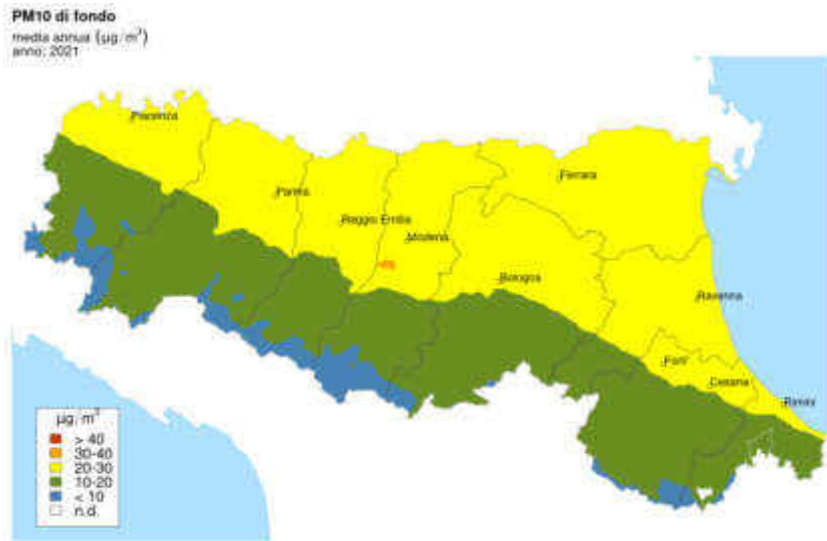 PM10 di fondo
media annua (µg/m³)
anno: 2021
Piacenza
Parma
Reggio Emilia
Modena
Ferrara
Bologna
Ravenna
Forlì
Cesena
Rimini
µg/m³
> 40
30-40
20-30
10-20
< 10
n.d.